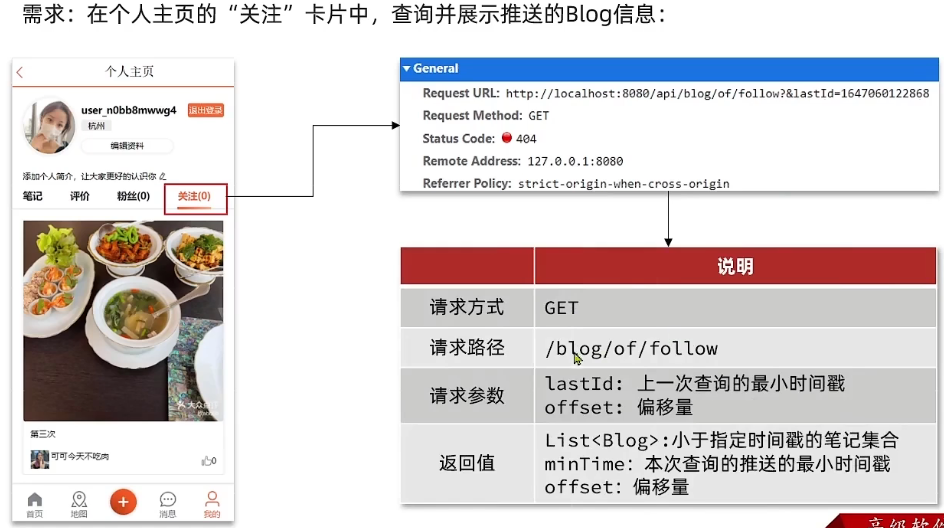 需求：在个人主页的“关注”卡片中，查询并展示推送的Blog信息：
个人主页
user_n0bb8mwwg4
退出登录
杭州
编辑资料
添加个人简介，让大家更好的认识你
笔记 评价 粉丝(0) 关注(0)
大众点评
第三次
可可今天不吃肉
0
首页 地图 消息 我的
General
Request URL: http://localhost:8080/api/blog/of/follow?&lastId=1647060122868
Request Method: GET
Status Code: 404
Remote Address: 127.0.0.1:8080
Referrer Policy: strict-origin-when-cross-origin
说明
请求方式 GET
请求路径 /blog/of/follow
请求参数 lastId: 上一次查询的最小时间戳
offset: 偏移量
返回值 List<Blog>:小于指定时间戳的笔记集合
minTime: 本次查询的推送的最小时间戳
offset: 偏移量
高级软